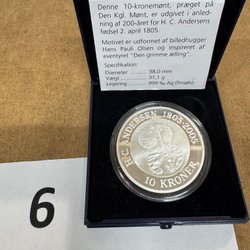 Denne 10-kronemønt, præget på
Den Kgl. Mønt, er udgivet i anled-
ning af 200-året for H. C. Andersens
fødsel 2. april 1805.
Motivet er udformet af billedhugger
Hans Pauli Olsen og inspireret af
eventyret "Den grimme ælling".
Specifikation:
Diameter 38,0 mm
Vægt 31,1 g
Legering 999 ‰ Ag (finsølv)
H.C. ANDERSEN 1805-2005
10 KRONER
6